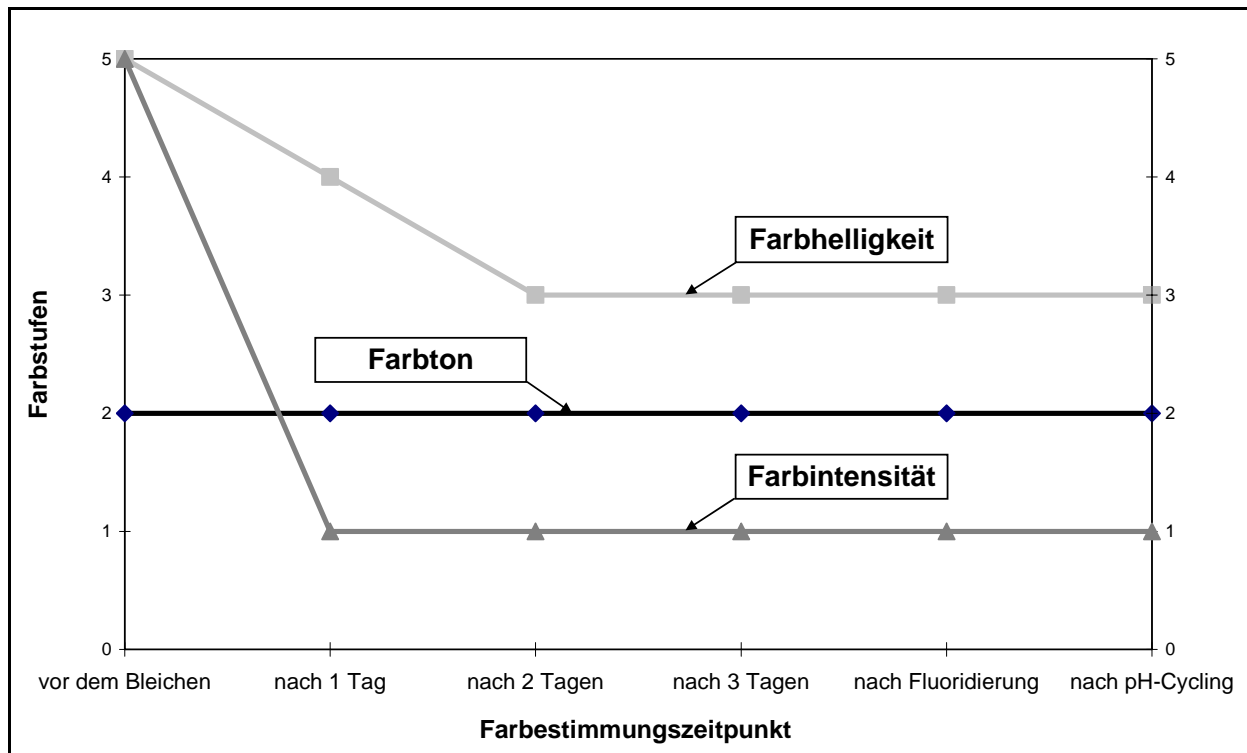 5
4
3
2
1
0
Farbstufen
5
4
3
2
1
0
Farbhelligkeit
Farbton
Farbintensität
vor dem Bleichen
nach 1 Tag
nach 2 Tagen
nach 3 Tagen
nach Fluoridierung
nach pH-Cycling
Farbestimmungszeitpunkt